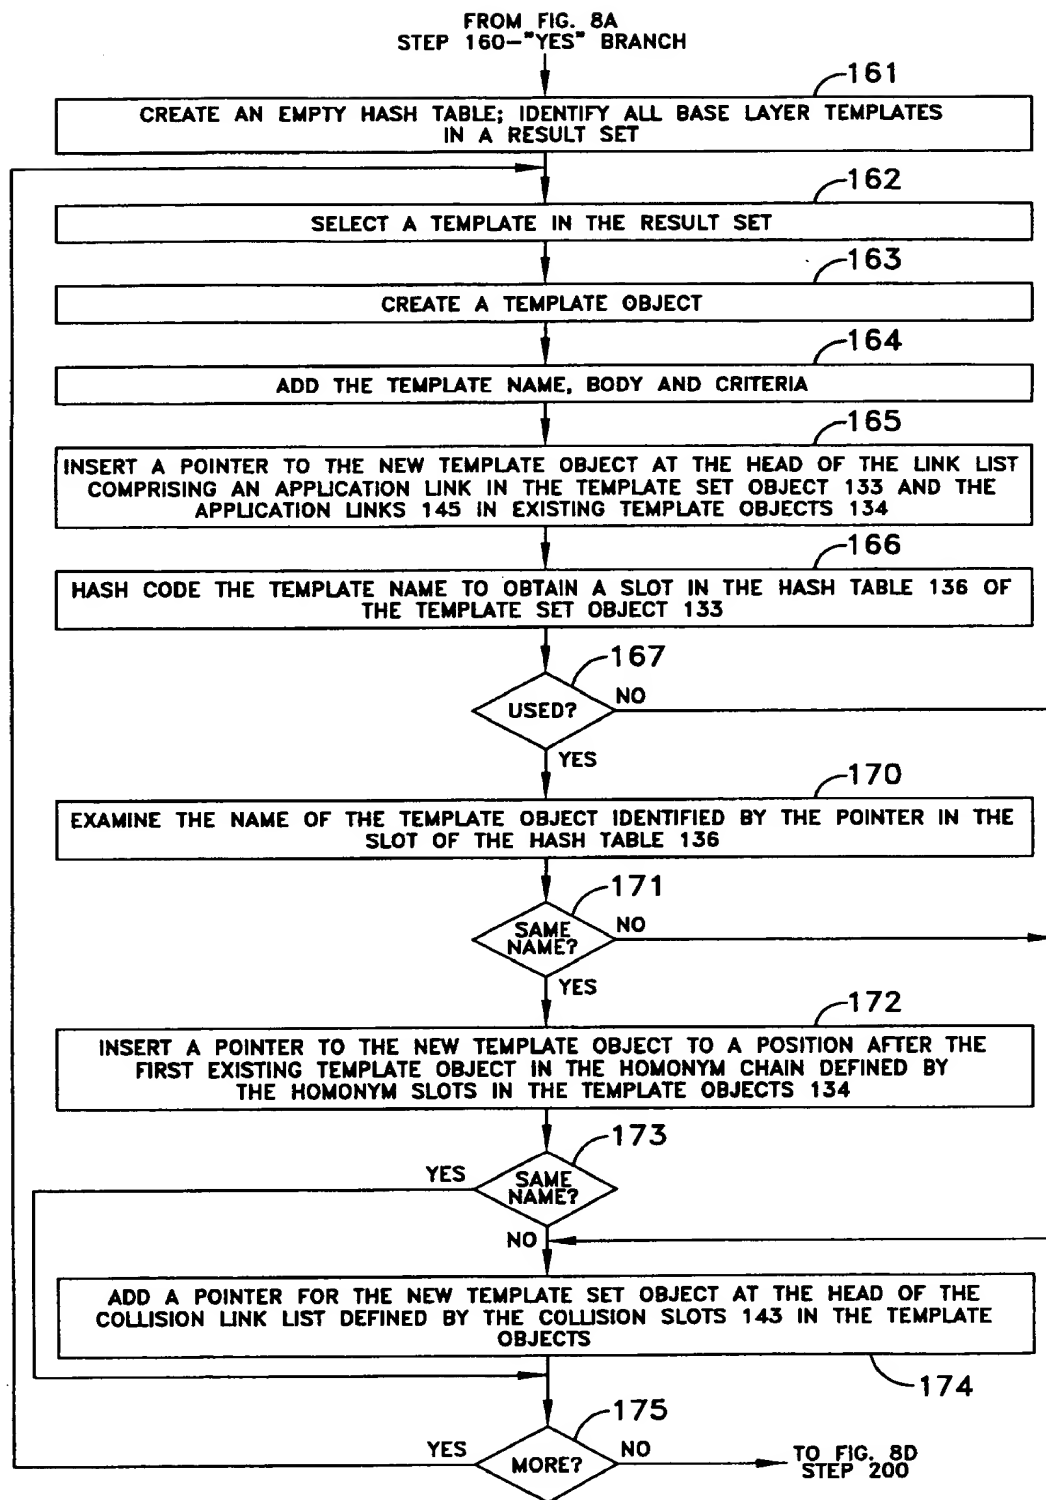 FROM FIG. 8A
STEP 160-"YES" BRANCH
161
CREATE AN EMPTY HASH TABLE; IDENTIFY ALL BASE LAYER TEMPLATES
IN A RESULT SET
162
SELECT A TEMPLATE IN THE RESULT SET
163
CREATE A TEMPLATE OBJECT
164
ADD THE TEMPLATE NAME, BODY AND CRITERIA
165
INSERT A POINTER TO THE NEW TEMPLATE OBJECT AT THE HEAD OF THE LINK LIST
COMPRISING AN APPLICATION LINK IN THE TEMPLATE SET OBJECT 133 AND THE
APPLICATION LINKS 145 IN EXISTING TEMPLATE OBJECTS 134
166
HASH CODE THE TEMPLATE NAME TO OBTAIN A SLOT IN THE HASH TABLE 136 OF
THE TEMPLATE SET OBJECT 133
167
USED?
NO
YES
170
EXAMINE THE NAME OF THE TEMPLATE OBJECT IDENTIFIED BY THE POINTER IN THE
SLOT OF THE HASH TABLE 136
171
SAME
NAME?
NO
YES
172
INSERT A POINTER TO THE NEW TEMPLATE OBJECT TO A POSITION AFTER THE
FIRST EXISTING TEMPLATE OBJECT IN THE HOMONYM CHAIN DEFINED BY
THE HOMONYM SLOTS IN THE TEMPLATE OBJECTS 134
173
YES
SAME
NAME?
NO
ADD A POINTER FOR THE NEW TEMPLATE SET OBJECT AT THE HEAD OF THE
COLLISION LINK LIST DEFINED BY THE COLLISION SLOTS 143 IN THE TEMPLATE
OBJECTS
174
175
YES
MORE?
NO
TO FIG. 8D
STEP 200